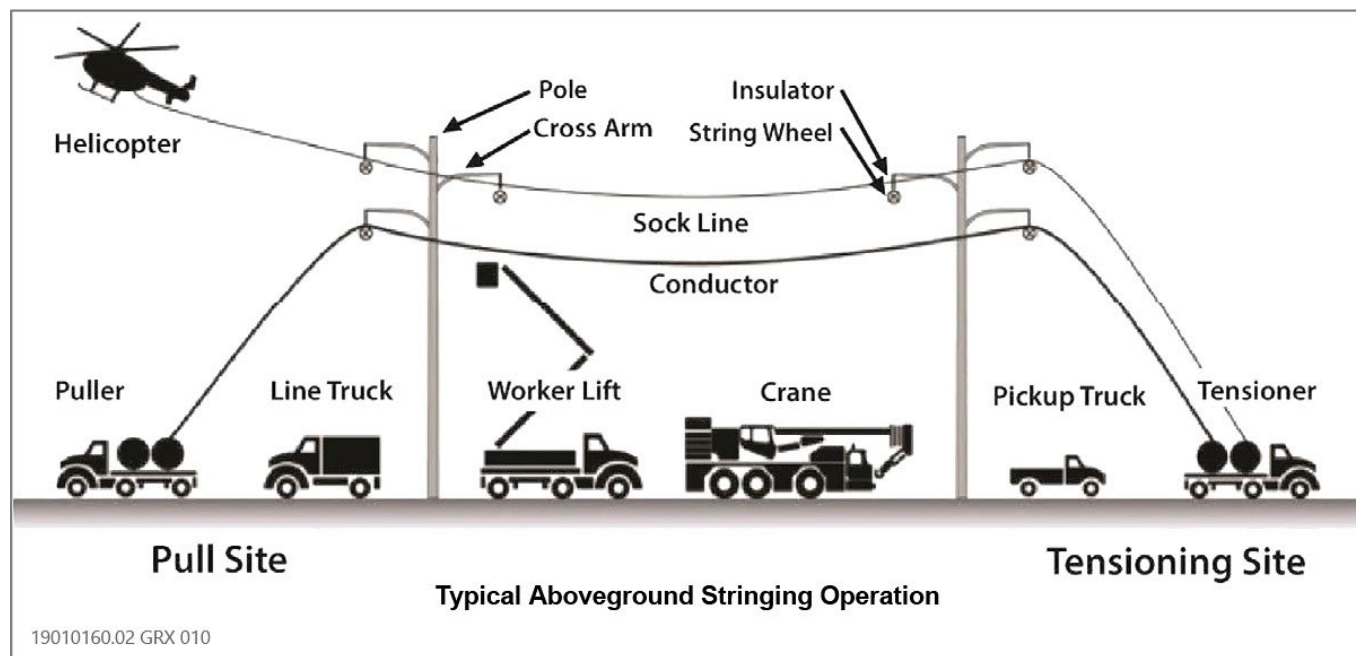 Helicopter
Pole
Cross Arm
Insulator
String Wheel
Sock Line
Conductor
Puller
Line Truck
Worker Lift
Crane
Pickup Truck
Tensioner
Pull Site
Tensioning Site
Typical Aboveground Stringing Operation
19010160.02 GRX 010